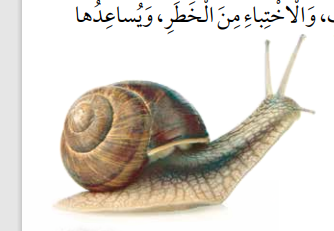 ، وَالْاخْتِباءِ مِنَ الْخَطَرِ، وَيُساعِدُها